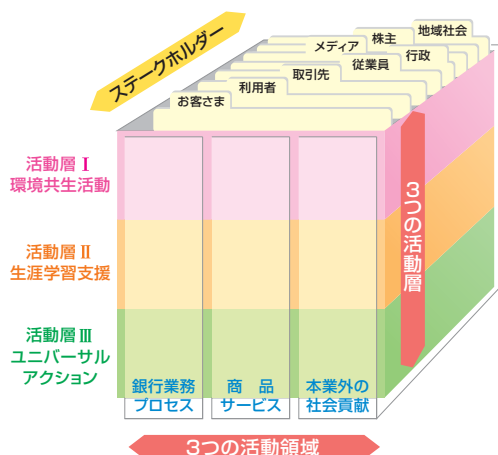 ステークホルダー
地域社会
株主
メディア
行政
従業員
取引先
利用者
お客さま
活動層 Ⅰ
環境共生活動
活動層 Ⅱ
生涯学習支援
活動層 Ⅲ
ユニバーサル
アクション
3つの活動層
銀行業務
プロセス
商　品
サービス
本業外の
社会貢献
3つの活動領域